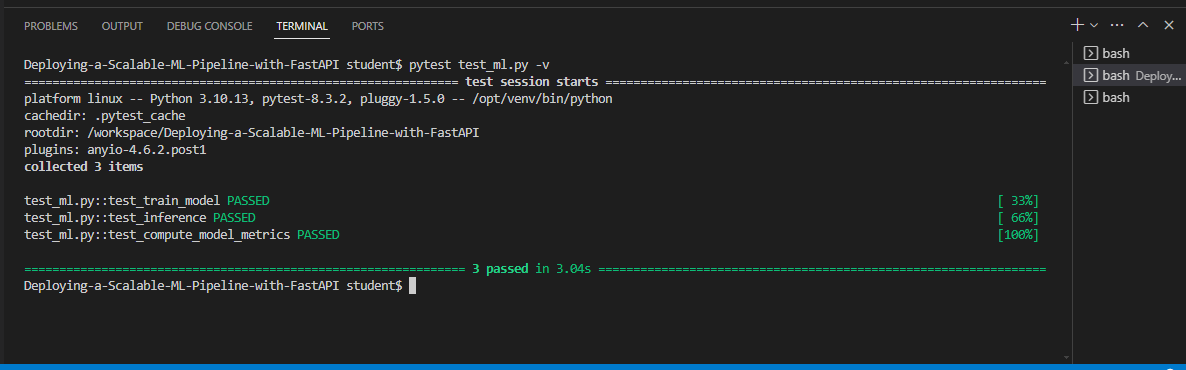 PROBLEMS OUTPUT DEBUG CONSOLE TERMINAL PORTS
Deploying-a-Scalable-ML-Pipeline-with-FastAPI student$ pytest test_ml.py -v
============================================================== test session starts ===============================================================
platform linux -- Python 3.10.13, pytest-8.3.2, pluggy-1.5.0 -- /opt/venv/bin/python
cachedir: .pytest_cache
rootdir: /workspace/Deploying-a-Scalable-ML-Pipeline-with-FastAPI
plugins: anyio-4.6.2.post1
collected 3 items
test_ml.py::test_train_model PASSED [ 33%]
test_ml.py::test_inference PASSED [ 66%]
test_ml.py::test_compute_model_metrics PASSED [100%]
=============================================================== 3 passed in 3.04s ================================================================
Deploying-a-Scalable-ML-Pipeline-with-FastAPI student$
bash
bash Deploy...
bash